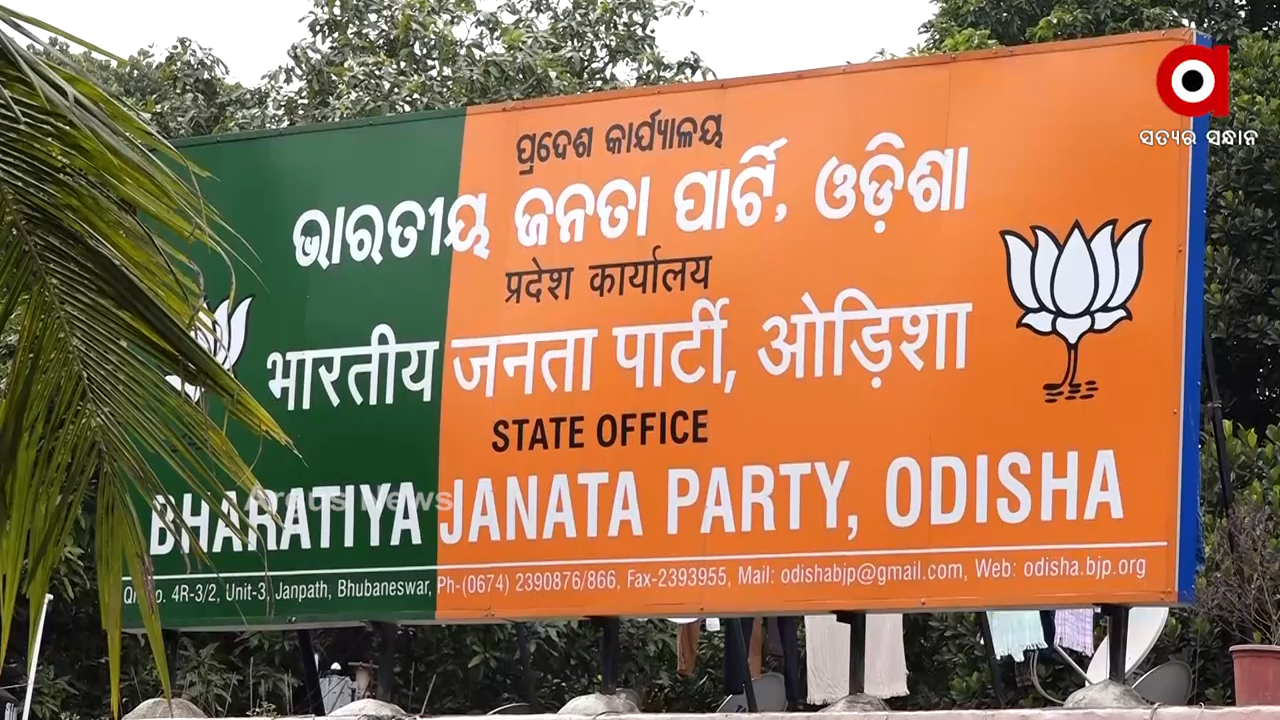 ସତ୍ୟର ସନ୍ଧାନ
ପ୍ରଦେଶ କାର୍ଯ୍ୟାଳୟ
ଭାରତୀୟ ଜନତା ପାର୍ଟି, ଓଡ଼ିଶା
प्रदेश कार्यालय
भारतीय जनता पार्टी, ओड़िशा
STATE OFFICE
BHARATIYA JANATA PARTY, ODISHA
Argus News
4R-3/2, Unit-3, Janpath, Bhubaneswar, Ph-(0674) 2390876/866, Fax-2393955, Mail: odishabjp@gmail.com, Web: odisha.bjp.org